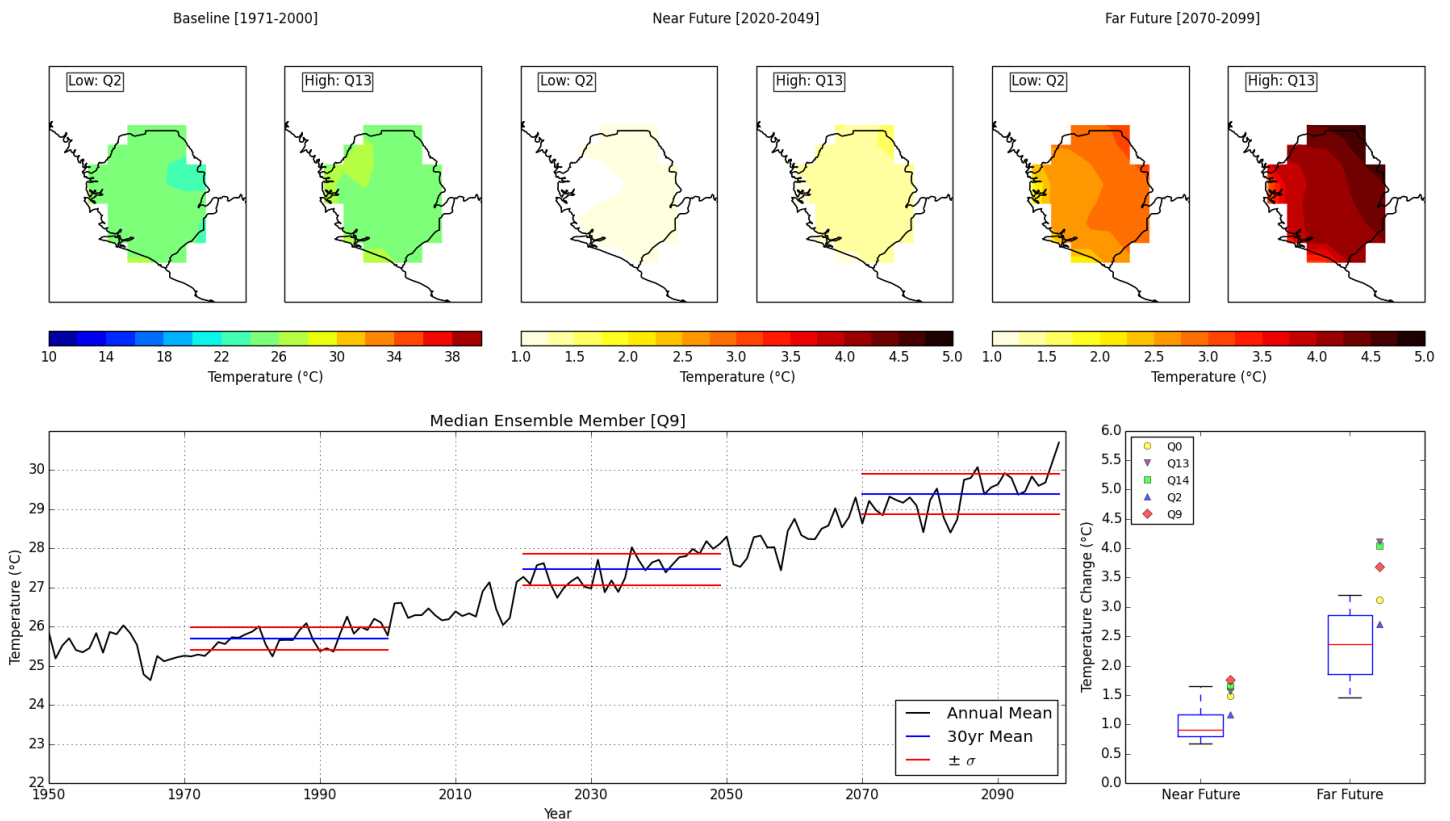 Baseline [1971-2000]
Near Future [2020-2049]
Far Future [2070-2099]
Low: Q2
High: Q13
Low: Q2
High: Q13
Low: Q2
High: Q13
10 14 18 22 26 30 34 38
1.0 1.5 2.0 2.5 3.0 3.5 4.0 4.5 5.0
1.0 1.5 2.0 2.5 3.0 3.5 4.0 4.5 5.0
Temperature (°C)
Temperature (°C)
Temperature (°C)
Median Ensemble Member [Q9]
Temperature (°C)
30
29
28
27
26
25
24
23
22
1950 1970 1990 2010 2030 2050 2070 2090
Year
Annual Mean
30yr Mean
± σ
Temperature Change (°C)
6.0
5.5
5.0
4.5
4.0
3.5
3.0
2.5
2.0
1.5
1.0
0.5
0.0
Q0
Q13
Q14
Q2
Q9
Near Future
Far Future